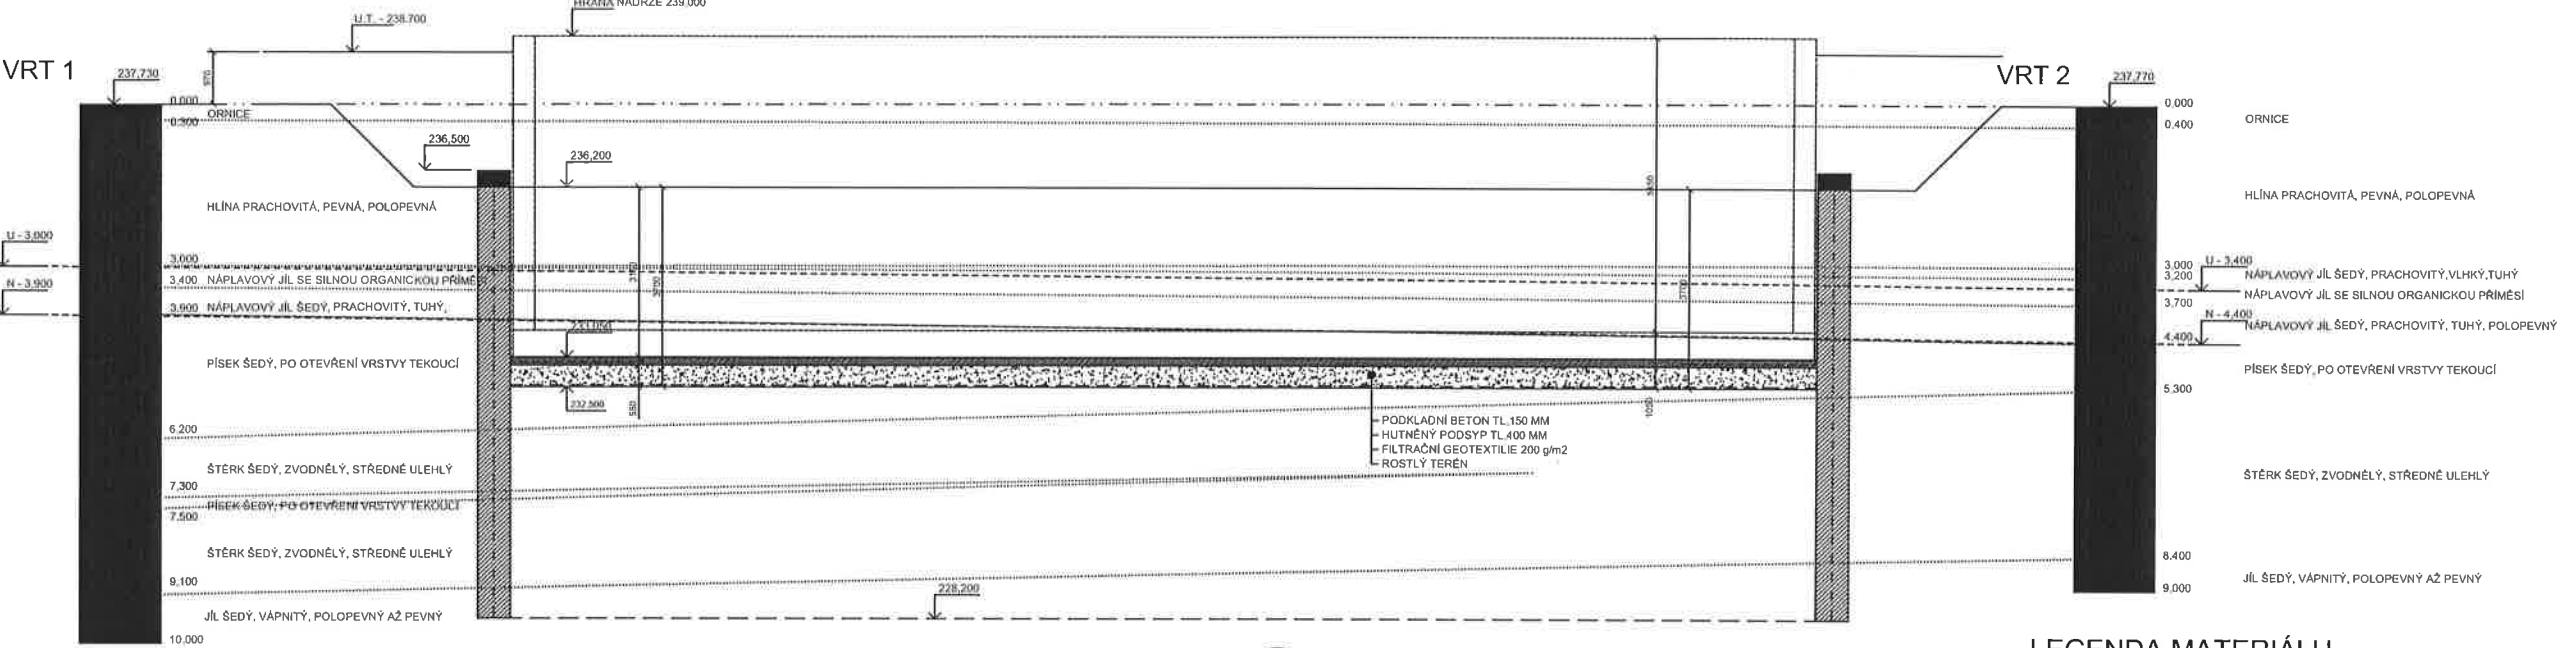 HRANA NÁDRŽE 239,000
U.T. - 238.700
VRT 1
237,730
970
0,000
ORNICE
0,300
236,500
236,200
HLÍNA PRACHOVITÁ, PEVNÁ, POLOPEVNÁ
U - 3,000
3,000
3,400 NÁPLAVOVÝ JÍL SE SILNOU ORGANICKOU PŘÍMĚ
N - 3,900
3,900 NÁPLAVOVÝ JÍL ŠEDÝ, PRACHOVITÝ, TUHÝ,
3700
233,050
PÍSEK ŠEDÝ, PO OTEVŘENÍ VRSTVY TEKOUCÍ
232,500
550
6,200
ŠTĚRK ŠEDÝ, ZVODNĚLÝ, STŘEDNĚ ULEHLÝ
7,300
PÍSEK ŠEDÝ, PO OTEVŘENÍ VRSTVY TEKOUCÍ
7,500
ŠTĚRK ŠEDÝ, ZVODNĚLÝ, STŘEDNĚ ULEHLÝ
9,100
JÍL ŠEDÝ, VÁPNITÝ, POLOPEVNÝ AŽ PEVNÝ
10,000
228,200
PODKLADNÍ BETON TL.150 MM
HUTNĚNÝ PODSYP TL.400 MM
FILTRAČNÍ GEOTEXTILIE 200 g/m2
ROSTLÝ TERÉN
3700
VRT 2
237,770
0,000
0,400
ORNICE
HLÍNA PRACHOVITÁ, PEVNÁ, POLOPEVNÁ
3,000 U - 3,400
3,200 NÁPLAVOVÝ JÍL ŠEDÝ, PRACHOVITÝ,VLHKÝ,TUHÝ
NÁPLAVOVÝ JÍL SE SILNOU ORGANICKOU PŘÍMĚSÍ
3,700
N - 4,400
NÁPLAVOVÝ JÍL ŠEDÝ, PRACHOVITÝ, TUHÝ, POLOPEVNÝ
4,400
PÍSEK ŠEDÝ, PO OTEVŘENÍ VRSTVY TEKOUCÍ
5,300
ŠTĚRK ŠEDÝ, ZVODNĚLÝ, STŘEDNĚ ULEHLÝ
8,400
JÍL ŠEDÝ, VÁPNITÝ, POLOPEVNÝ AŽ PEVNÝ
9,000
LEGENDA MATERIÁLU